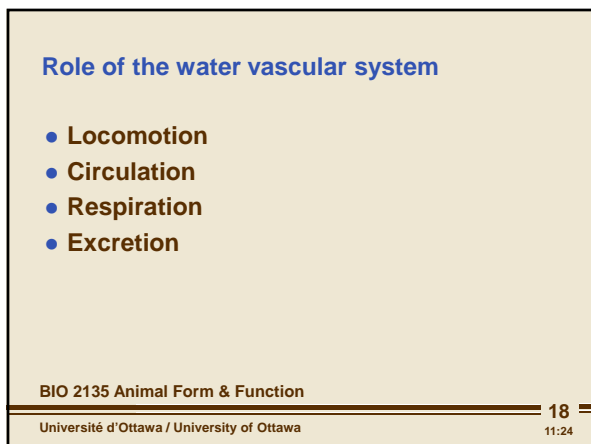 Role of the water vascular system
● Locomotion
● Circulation
● Respiration
● Excretion
BIO 2135 Animal Form & Function
18
Université d'Ottawa / University of Ottawa
11:24